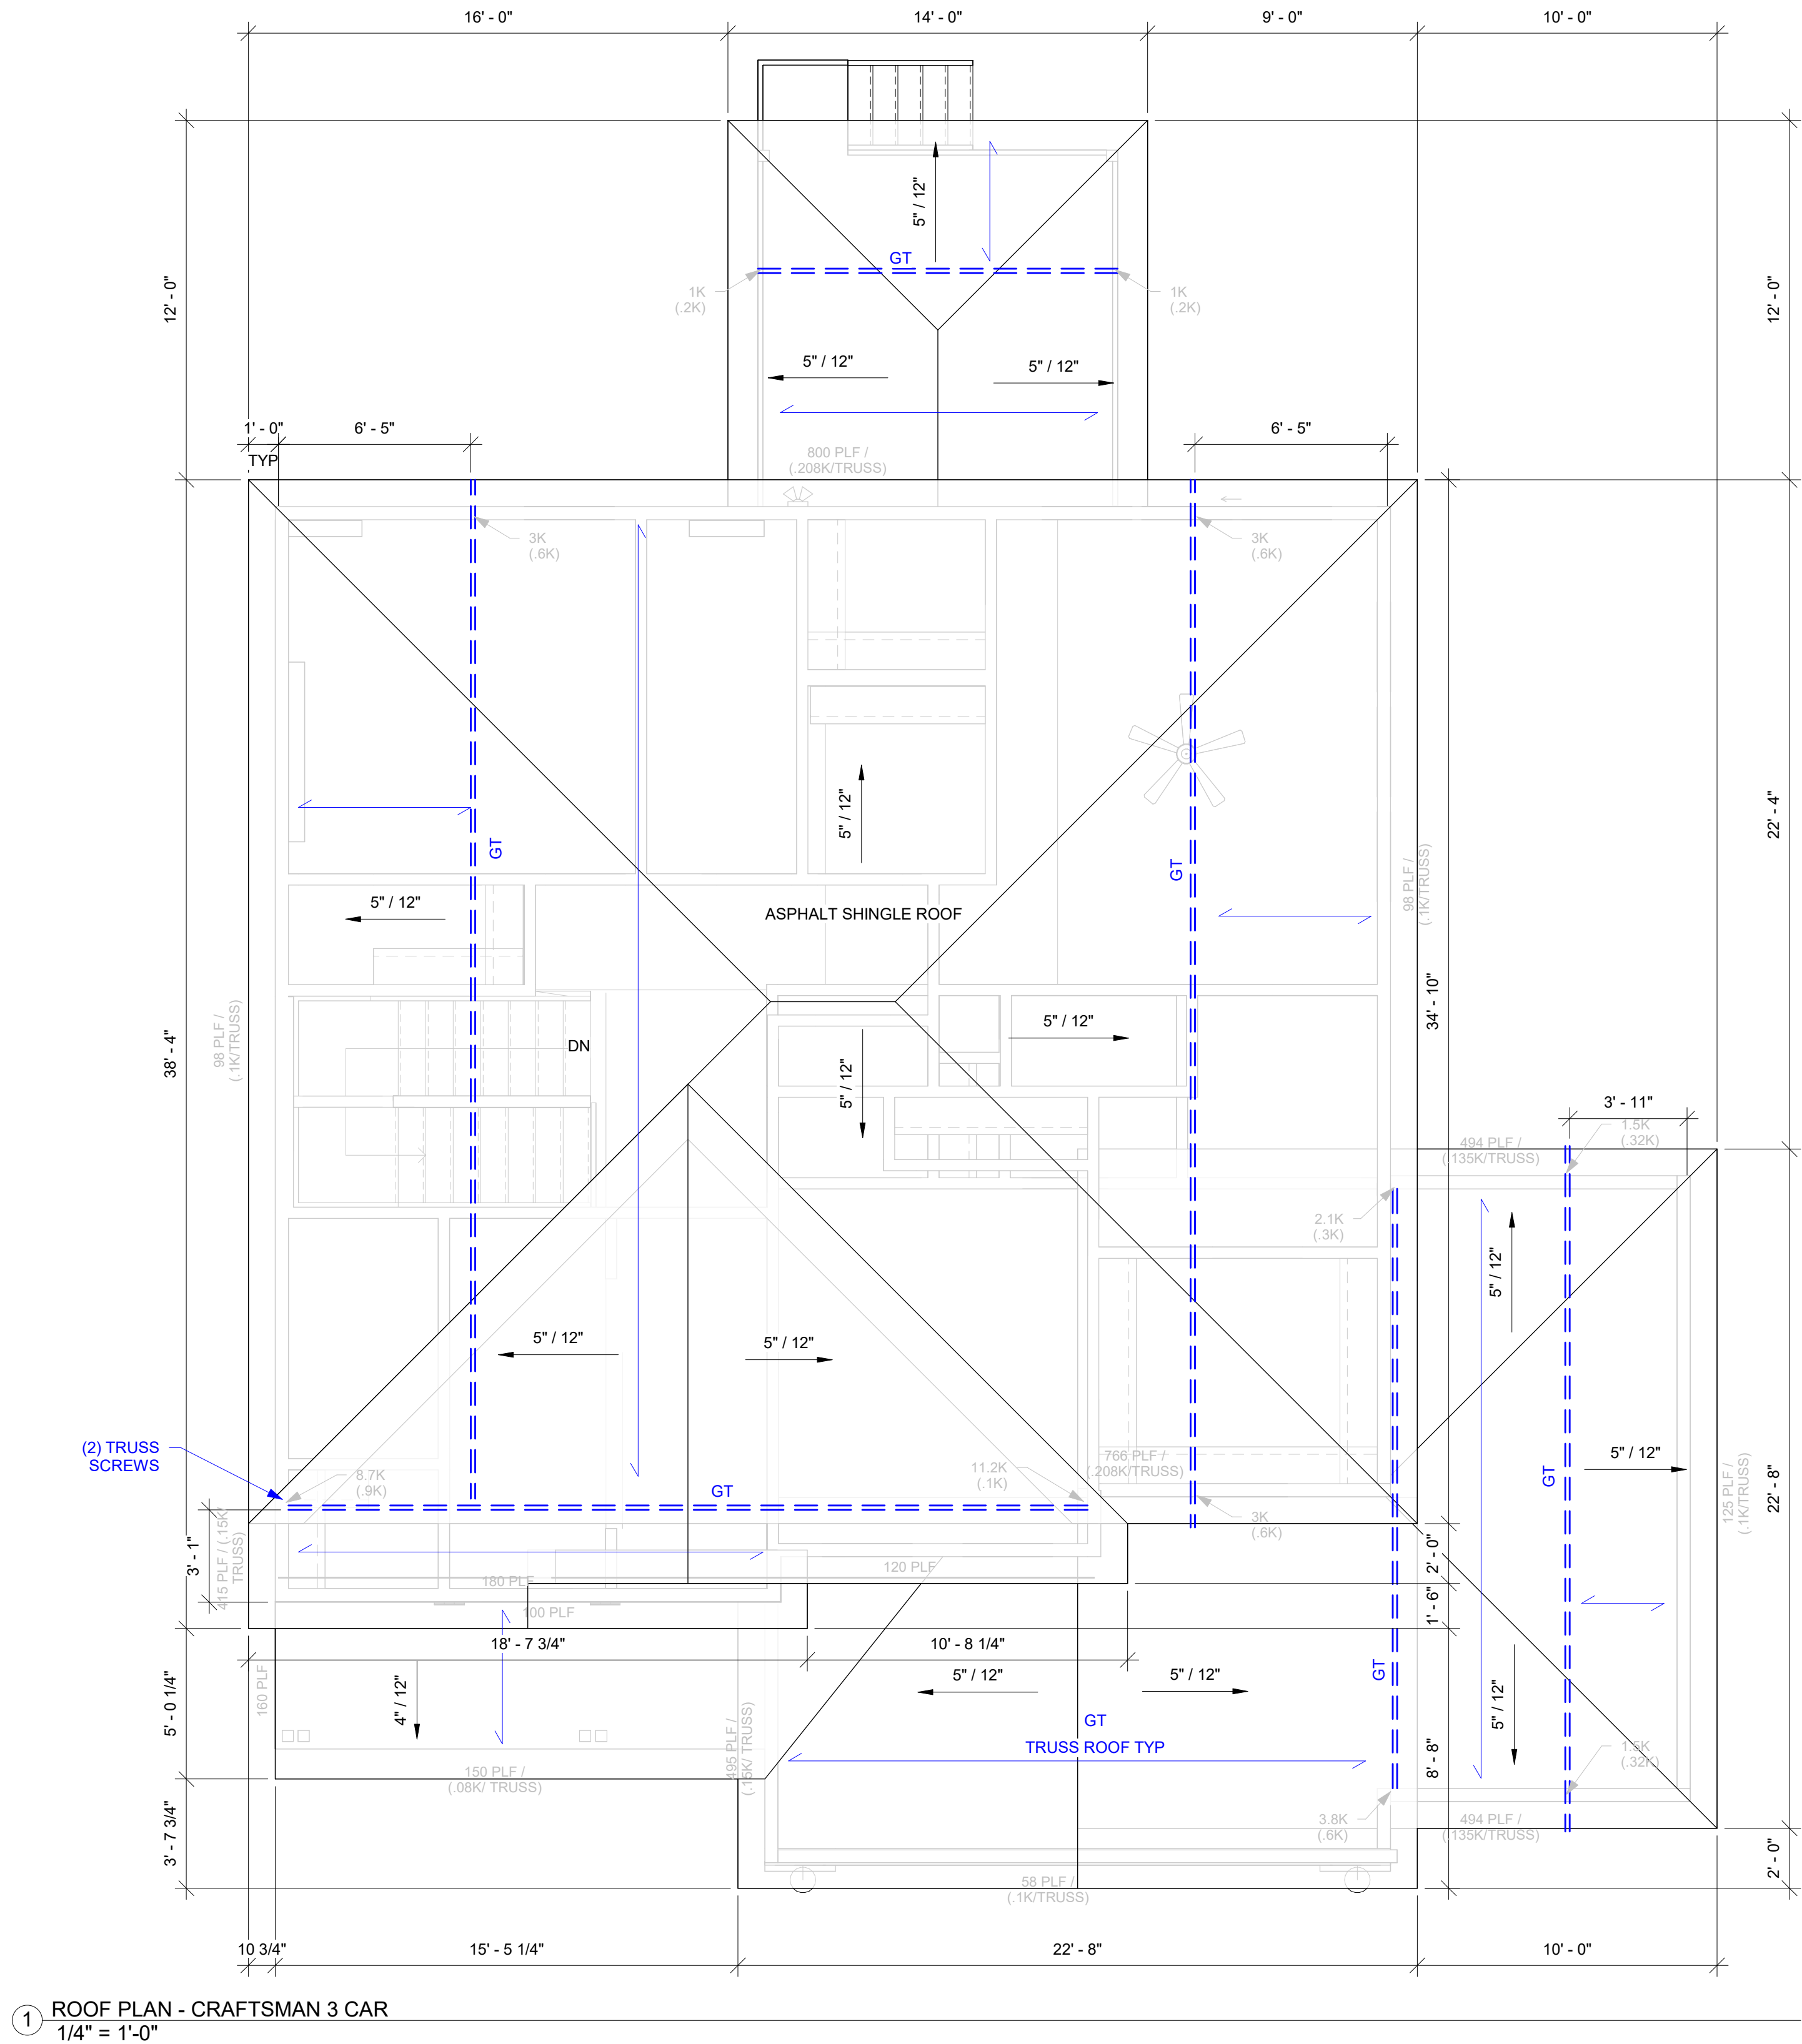 16' - 0"
14' - 0"
9' - 0"
10' - 0"
12' - 0"
12' - 0"
5" / 12"
GT
1K
(.2K)
1K
(.2K)
5" / 12"
5" / 12"
1' - 0"
TYP
6' - 5"
6' - 5"
800 PLF /
(.208K/TRUSS)
3K
(.6K)
3K
(.6K)
22' - 4"
5" / 12"
GT
GT
98 PLF /
(.1K/TRUSS)
5" / 12"
ASPHALT SHINGLE ROOF
34' - 10"
98 PLF /
(.1K/TRUSS)
38' - 4"
DN
5" / 12"
5" / 12"
3' - 11"
1.5K
(.32K)
494 PLF /
(.135K/TRUSS)
2.1K
(.3K)
5" / 12"
5" / 12"
5" / 12"
(2) TRUSS
SCREWS
8.7K
(.9K)
GT
11.2K
(.1K)
766 PLF /
(.208K/TRUSS)
3K
(.6K)
GT
5" / 12"
125 PLF /
(.1K/TRUSS)
22' - 8"
3' - 1"
415 PLF / (.15K/
TRUSS)
180 PLF
120 PLF
100 PLF
2' - 0"
1' - 6"
18' - 7 3/4"
10' - 8 1/4"
5' - 0 1/4"
160 PLF
4" / 12"
5" / 12"
5" / 12"
GT
5" / 12"
GT
TRUSS ROOF TYP
495 PLF /
(.15K/ TRUSS)
150 PLF /
(.08K/ TRUSS)
8' - 8"
1.5K
(.32K)
3' - 7 3/4"
3.8K
(.6K)
494 PLF /
(.135K/TRUSS)
2' - 0"
58 PLF /
(.1K/TRUSS)
10 3/4"
15' - 5 1/4"
22' - 8"
10' - 0"
1
ROOF PLAN - CRAFTSMAN 3 CAR
1/4" = 1'-0"